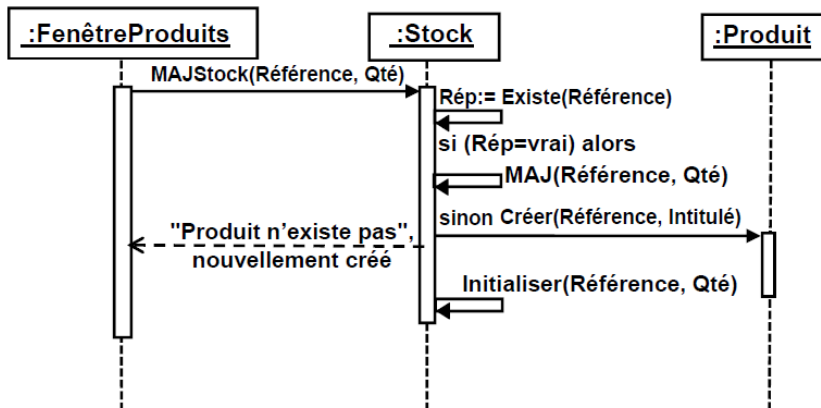 :FenêtreProduits
:Stock
:Produit
MAJStock(Référence, Qté)
Rép:= Existe(Référence)
si (Rép=vrai) alors
MAJ(Référence, Qté)
sinon Créer(Référence, Intitulé)
"Produit n’existe pas",
nouvellement créé
Initialiser(Référence, Qté)